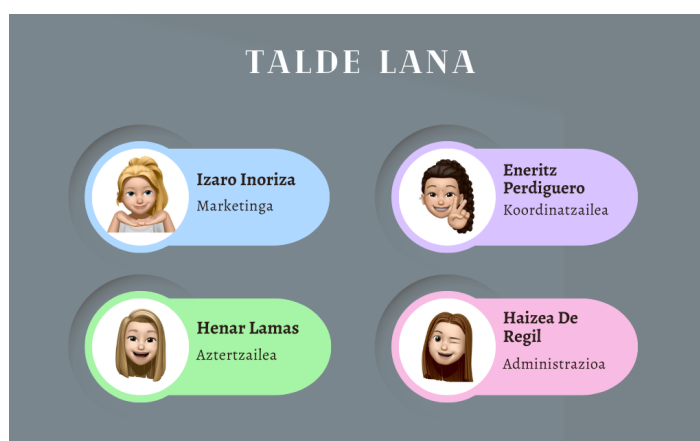 TALDE LANA
Izaro Inoriza
Marketinga
Eneritz
Perdiguero
Koordinatzailea
Henar Lamas
Aztertzailea
Haizea De
Regil
Administrazioa